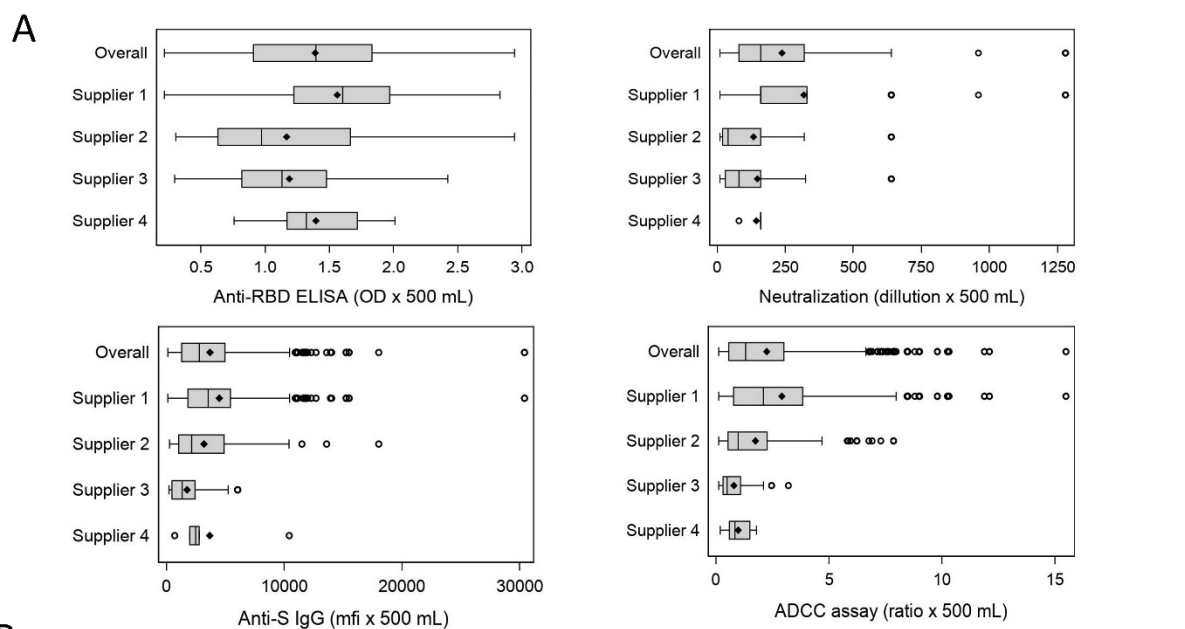 A
Overall
Supplier 1
Supplier 2
Supplier 3
Supplier 4
0.5 1.0 1.5 2.0 2.5 3.0
Anti-RBD ELISA (OD x 500 mL)
Overall
Supplier 1
Supplier 2
Supplier 3
Supplier 4
0 250 500 750 1000 1250
Neutralization (dillution x 500 mL)
Overall
Supplier 1
Supplier 2
Supplier 3
Supplier 4
0 10000 20000 30000
Anti-S IgG (mfi x 500 mL)
Overall
Supplier 1
Supplier 2
Supplier 3
Supplier 4
0 5 10 15
ADCC assay (ratio x 500 mL)